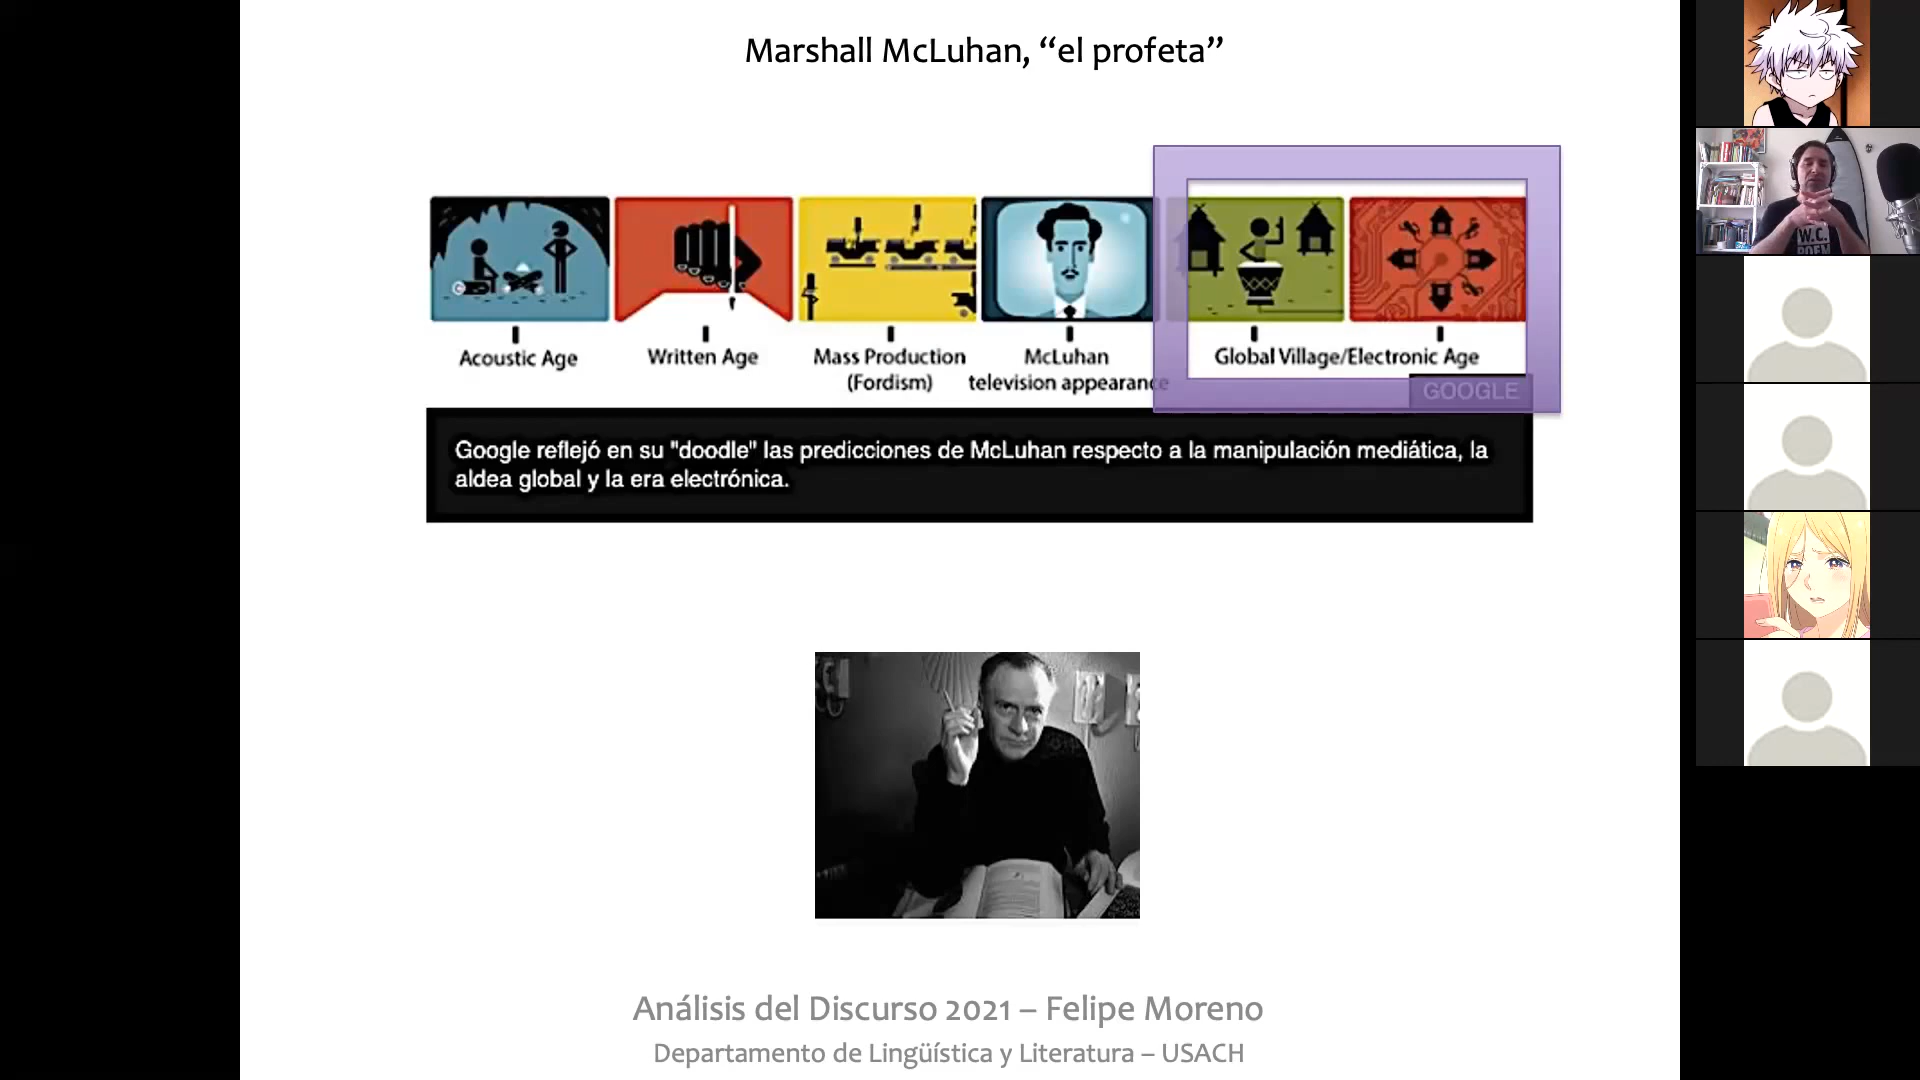 Marshall McLuhan, “el profeta”
Acoustic Age
Written Age
Mass Production
(Fordism)
McLuhan
television appearance
Global Village/Electronic Age
GOOGLE
Google reflejó en su "doodle" las predicciones de McLuhan respecto a la manipulación mediática, la
aldea global y la era electrónica.
Análisis del Discurso 2021 – Felipe Moreno
Departamento de Lingüística y Literatura – USACH
W.C.
POEM